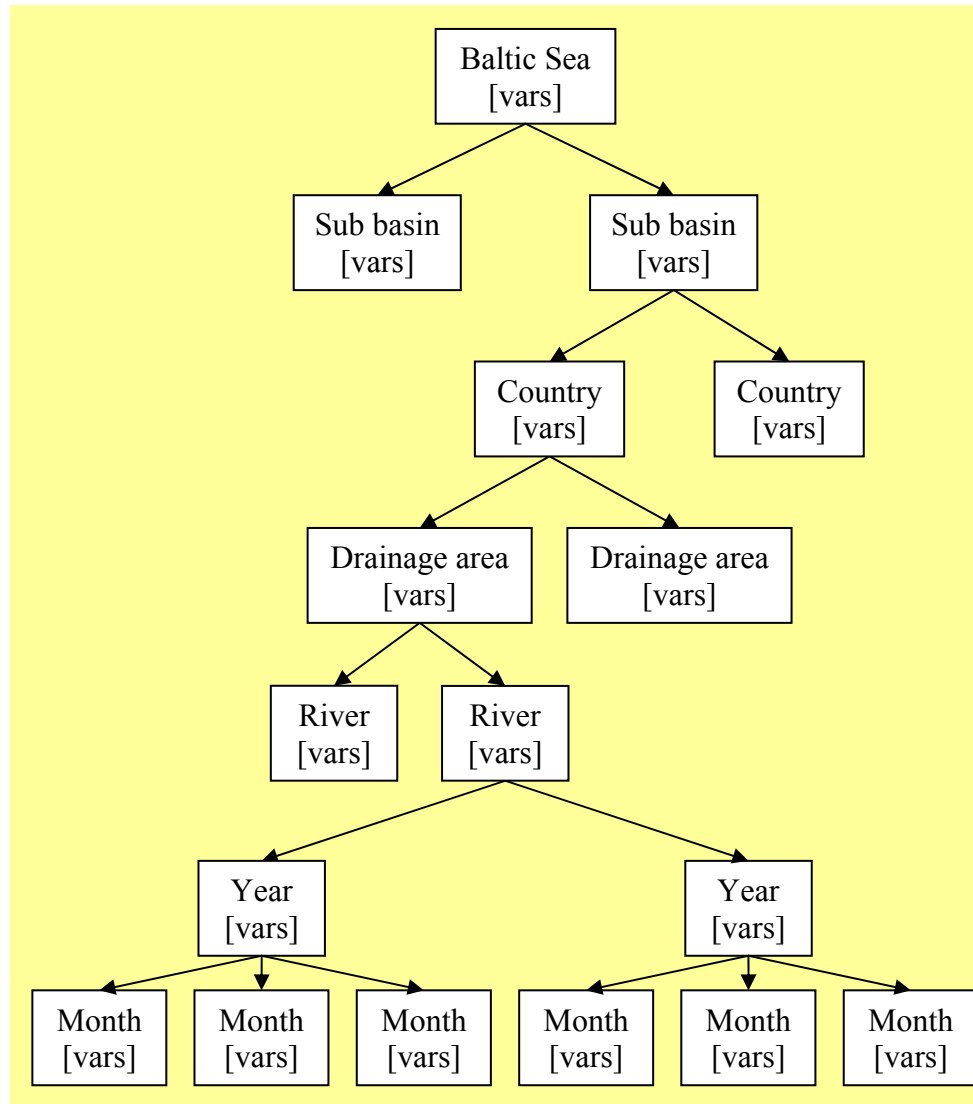 Baltic Sea
[vars]
Sub basin
[vars]
Sub basin
[vars]
Country
[vars]
Country
[vars]
Drainage area
[vars]
Drainage area
[vars]
River
[vars]
River
[vars]
Year
[vars]
Year
[vars]
Month
[vars]
Month
[vars]
Month
[vars]
Month
[vars]
Month
[vars]
Month
[vars]